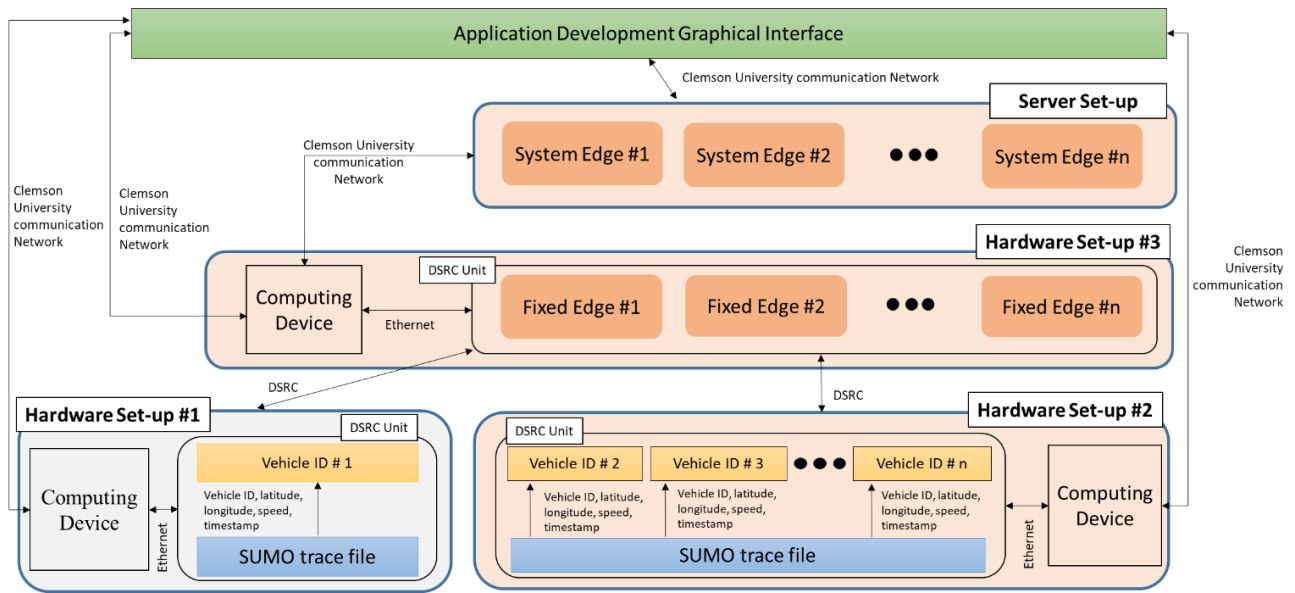 Application Development Graphical Interface
Clemson University communication Network
Server Set-up
System Edge #1
System Edge #2
System Edge #n
Clemson University
communication
Network
Clemson
University
communication
Network
Clemson
University
communication
Network
Clemson
University
communication
Network
Hardware Set-up #3
DSRC Unit
Computing
Device
Ethernet
Fixed Edge #1
Fixed Edge #2
Fixed Edge #n
DSRC
DSRC
Hardware Set-up #1
DSRC Unit
Computing
Device
Ethernet
Vehicle ID # 1
Vehicle ID, latitude,
longitude, speed,
timestamp
SUMO trace file
Hardware Set-up #2
DSRC Unit
Vehicle ID # 2
Vehicle ID # 3
Vehicle ID # n
Vehicle ID, latitude,
longitude, speed,
timestamp
Vehicle ID, latitude,
longitude, speed,
timestamp
Vehicle ID, latitude,
longitude, speed,
timestamp
SUMO trace file
Ethernet
Computing
Device